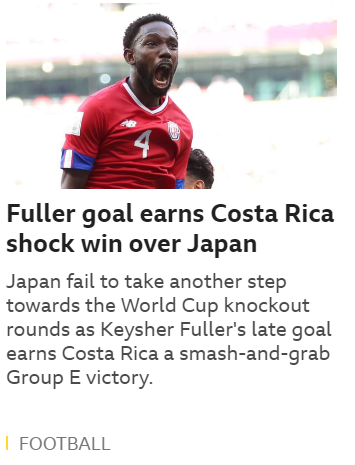 4
Fuller goal earns Costa Rica
shock win over Japan
Japan fail to take another step
towards the World Cup knockout
rounds as Keysher Fuller's late goal
earns Costa Rica a smash-and-grab
Group E victory.
FOOTBALL